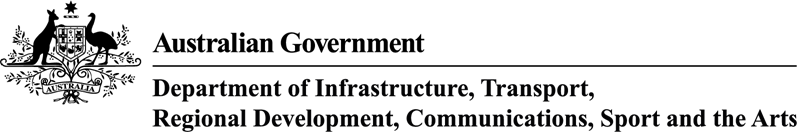 Australian Government
Department of Infrastructure, Transport,
Regional Development, Communications, Sport and the Arts
AUSTRALIA